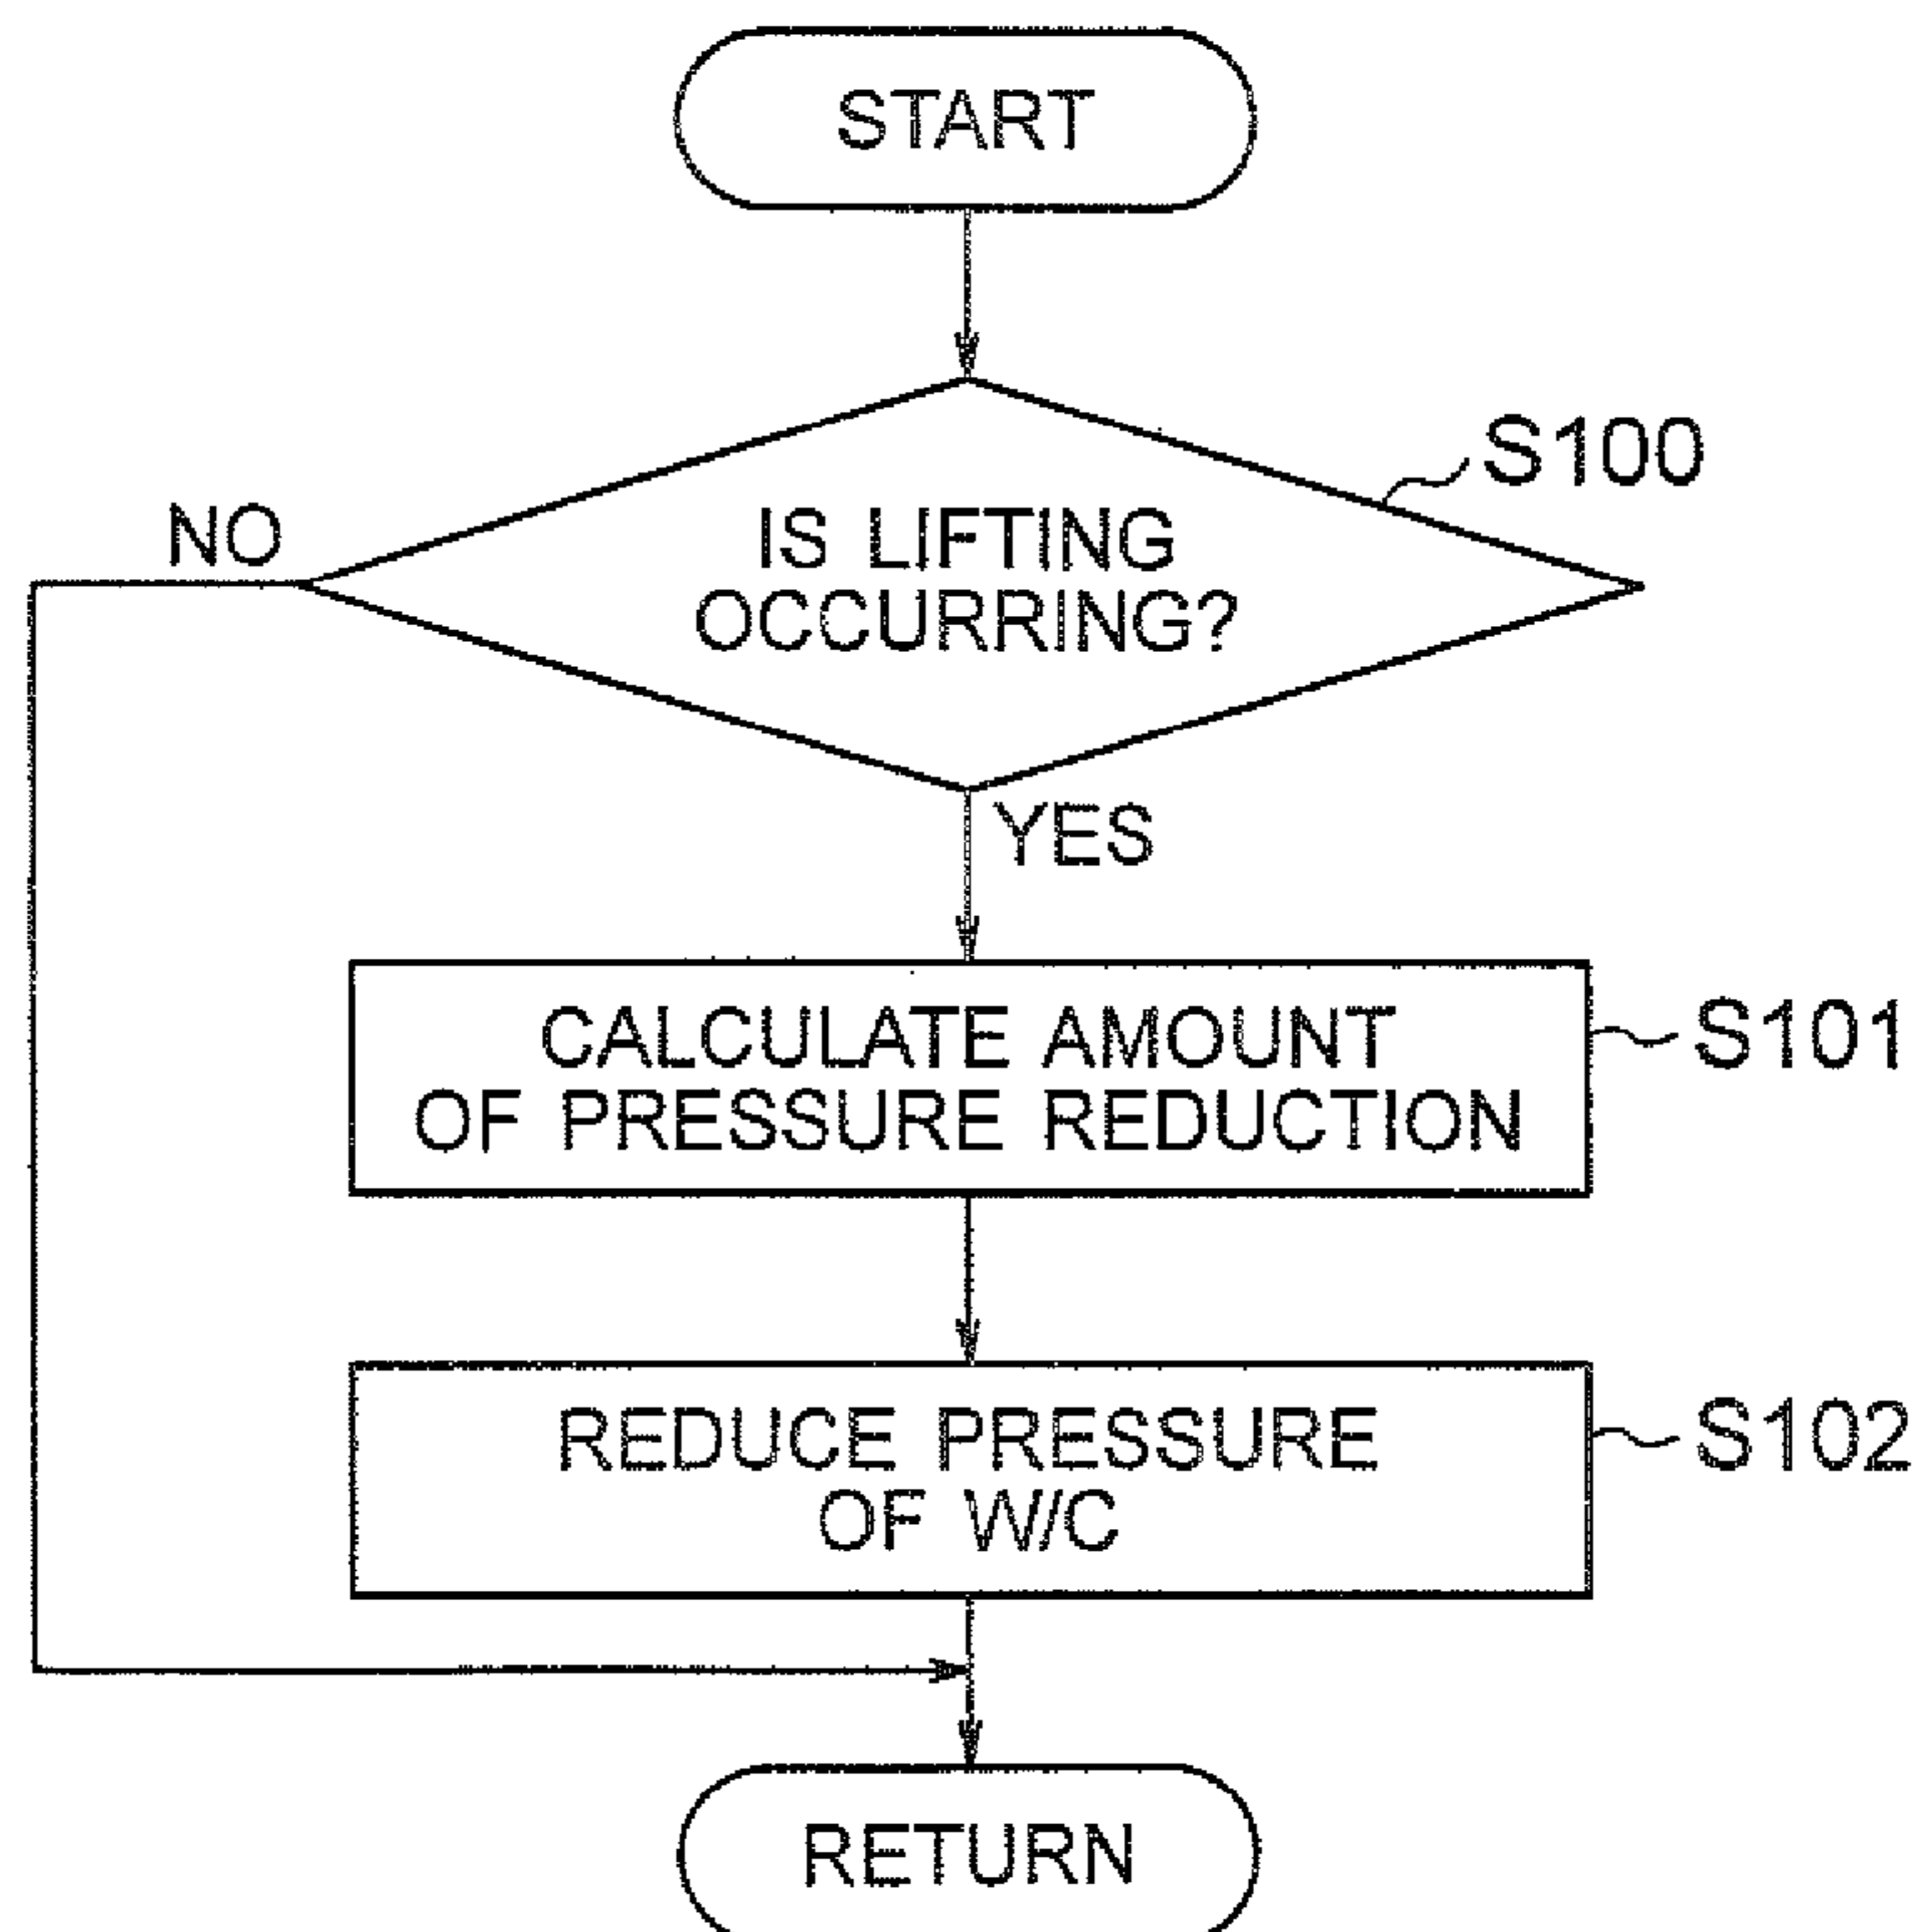 START
S100
NO
IS LIFTING
OCCURRING?
YES
CALCULATE AMOUNT
OF PRESSURE REDUCTION
S101
REDUCE PRESSURE
OF W/C
S102
RETURN